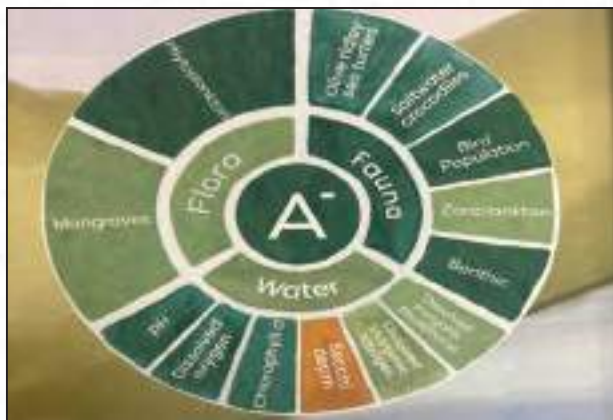 A-
Flora
Fauna
Water
Olive ridley
sea turtles
Saltwater
crocodiles
Bird
Population
Zooplankton
Benthic
Dissolved
Secchi
depth
Chlorophyll a
Dissolved
oxygen
pH
Mangroves